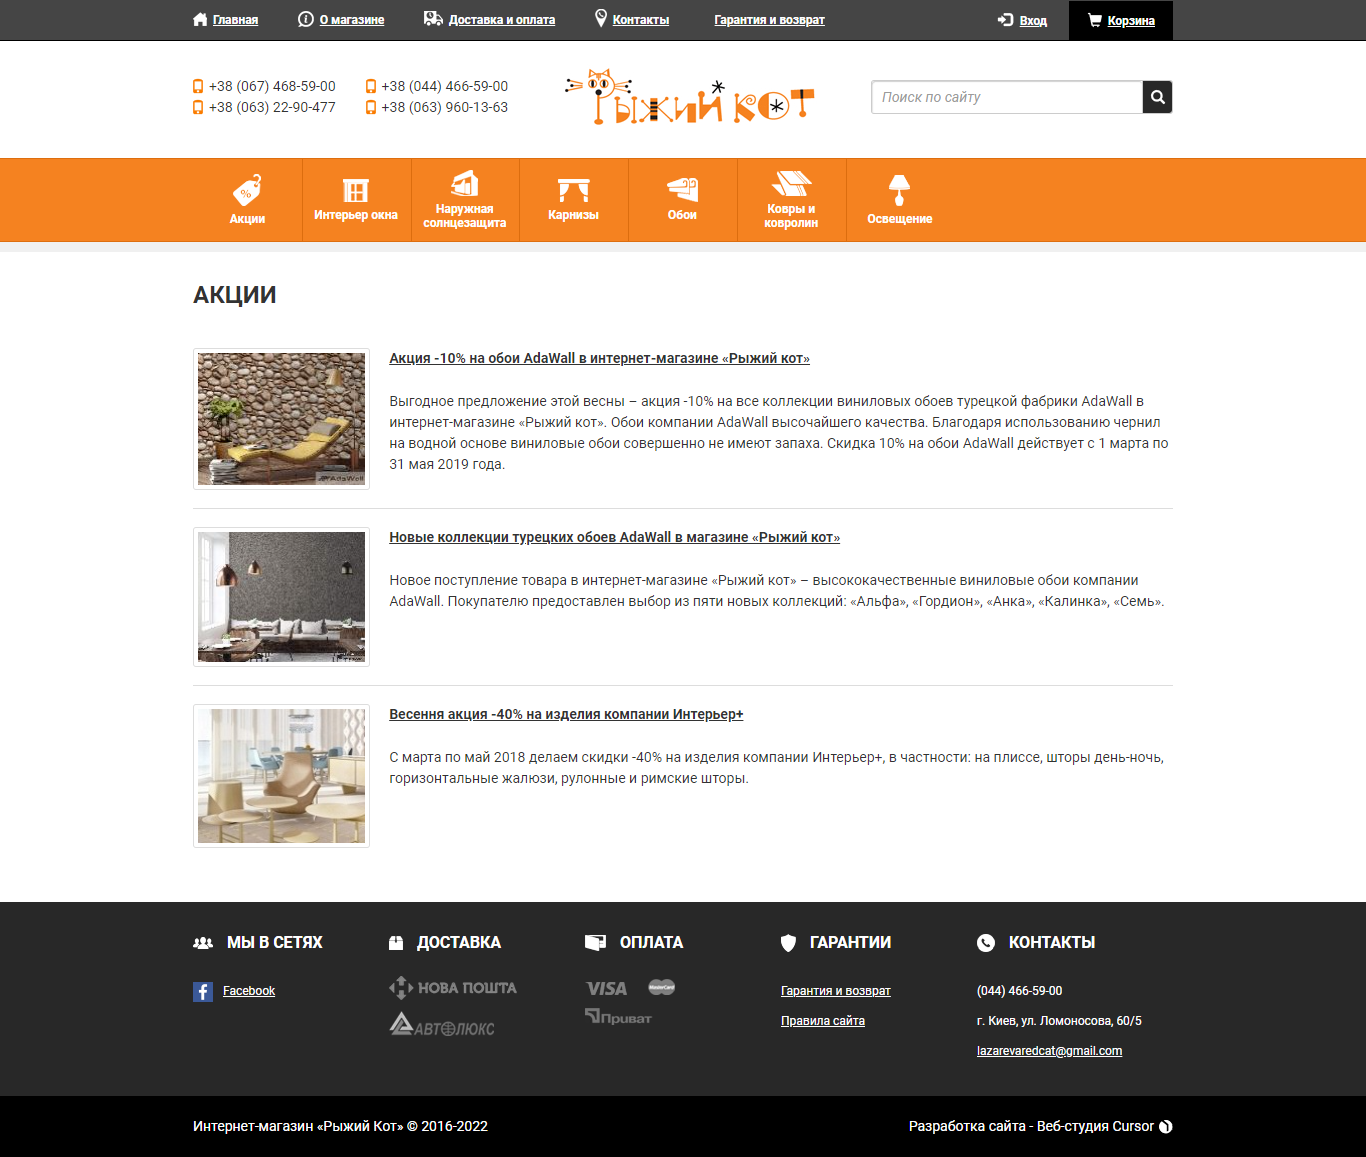 Главная
О магазине
Доставка и оплата
Контакты
Гарантия и возврат
Вход
Корзина
+38 (067) 468-59-00
+38 (044) 466-59-00
+38 (063) 22-90-477
+38 (063) 960-13-63
Рыжий кот
Поиск по сайту
Акции
Интерьер окна
Наружная
солнцезащита
Карнизы
Обои
Ковры и
ковролин
Освещение
АКЦИИ
Акция -10% на обои AdaWall в интернет-магазине «Рыжий кот»
Выгодное предложение этой весны – акция -10% на все коллекции виниловых обоев турецкой фабрики AdaWall в
интернет-магазине «Рыжий кот». Обои компании AdaWall высочайшего качества. Благодаря использованию чернил
на водной основе виниловые обои совершенно не имеют запаха. Скидка 10% на обои AdaWall действует с 1 марта по
31 мая 2019 года.
AdaWall
Новые коллекции турецких обоев AdaWall в магазине «Рыжий кот»
Новое поступление товара в интернет-магазине «Рыжий кот» – высококачественные виниловые обои компании
AdaWall. Покупателю предоставлен выбор из пяти новых коллекций: «Альфа», «Гордион», «Анка», «Калинка», «Семь».
Весення акция -40% на изделия компании Интерьер+
С марта по май 2018 делаем скидки -40% на изделия компании Интерьер+, в частности: на плиссе, шторы день-ночь,
горизонтальные жалюзи, рулонные и римские шторы.
МЫ В СЕТЯХ
Facebook
ДОСТАВКА
НОВА ПОШТА
АВТОЛЮКС
ОПЛАТА
VISA
MasterCard
Приват
ГАРАНТИИ
Гарантия и возврат
Правила сайта
КОНТАКТЫ
(044) 466-59-00
г. Киев, ул. Ломоносова, 60/5
lazarevaredcat@gmail.com
Интернет-магазин «Рыжий Кот» © 2016-2022
Разработка сайта - Веб-студия Cursor